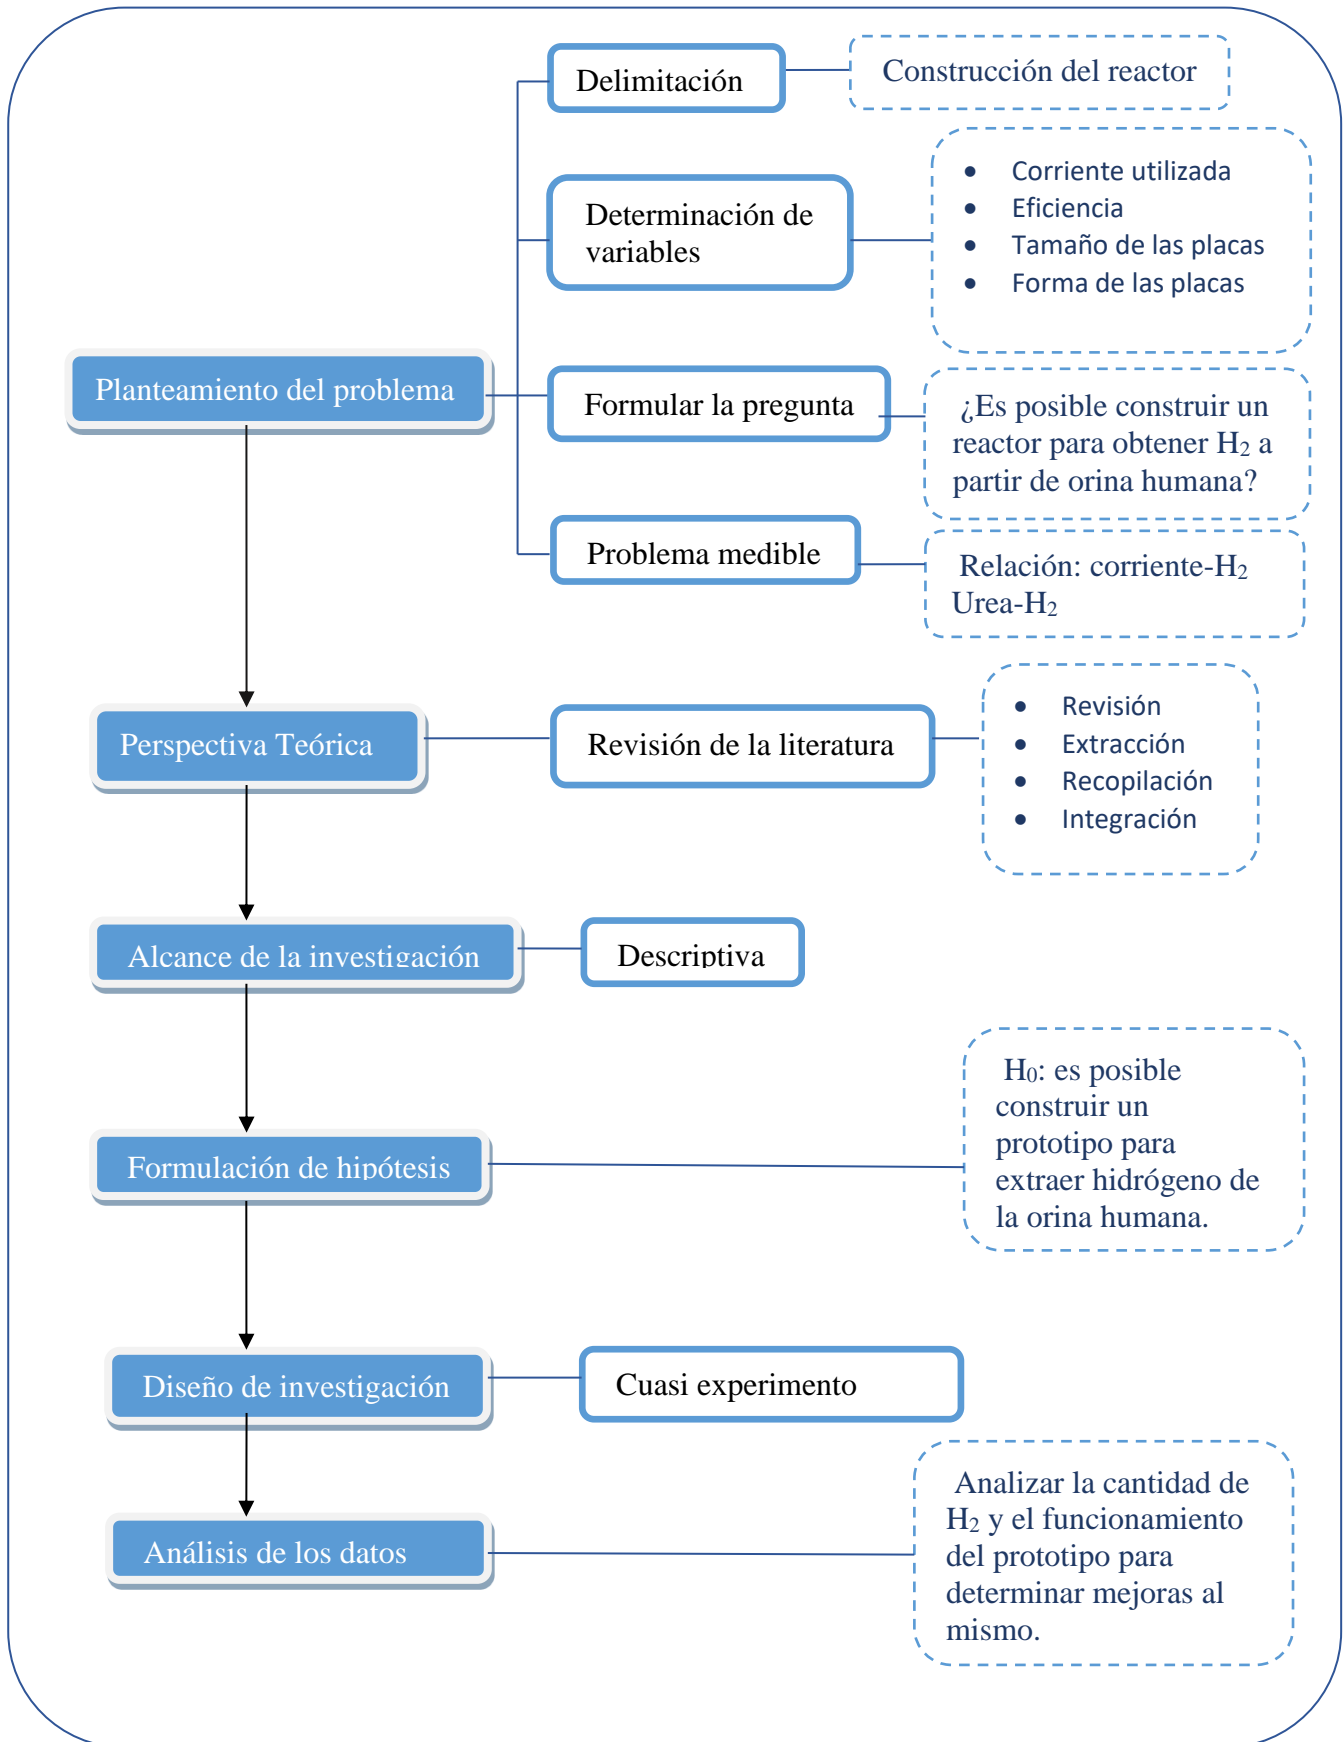 Delimitación
Construcción del reactor
Determinación de
variables
• Corriente utilizada
• Eficiencia
• Tamaño de las placas
• Forma de las placas
Planteamiento del problema
Formular la pregunta
¿Es posible construir un
reactor para obtener H₂ a
partir de orina humana?
Problema medible
Relación: corriente-H₂
Urea-H₂
Perspectiva Teórica
Revisión de la literatura
• Revisión
• Extracción
• Recopilación
• Integración
Alcance de la investigación
Descriptiva
Formulación de hipótesis
H₀: es posible
construir un
prototipo para
extraer hidrógeno de
la orina humana.
Diseño de investigación
Cuasi experimento
Análisis de los datos
Analizar la cantidad de
H₂ y el funcionamiento
del prototipo para
determinar mejoras al
mismo.